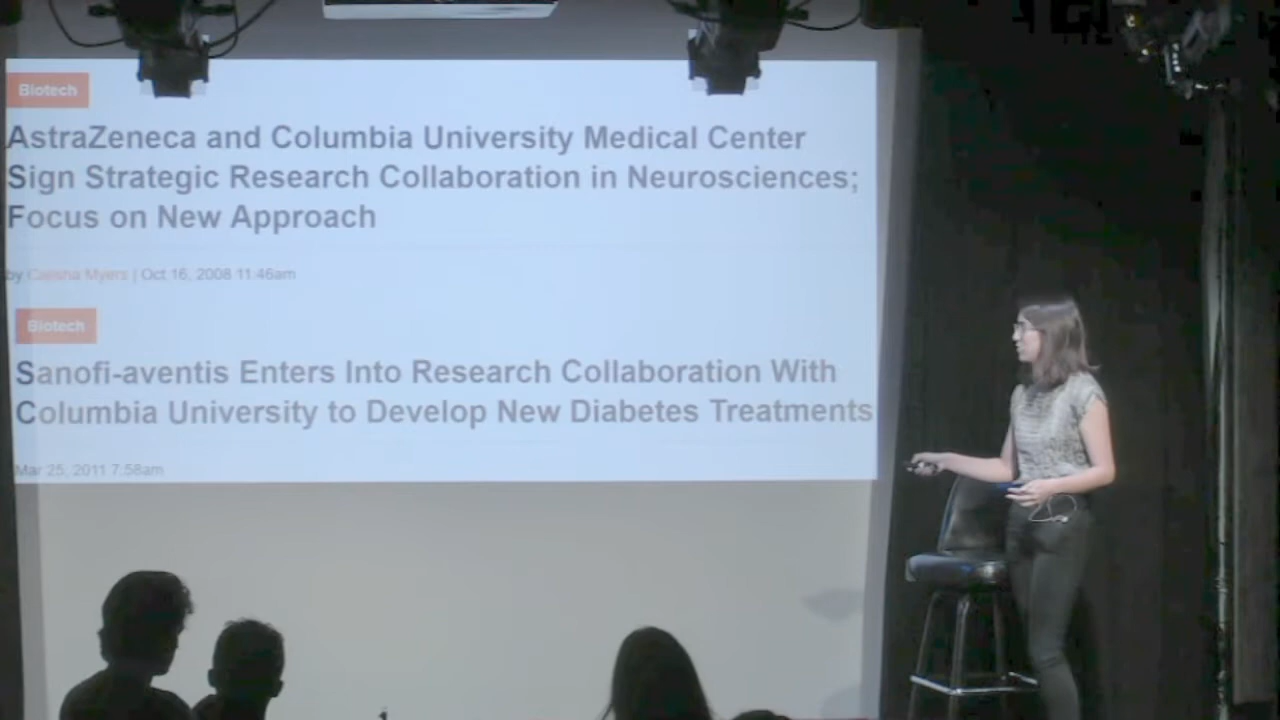 Biotech
AstraZeneca and Columbia University Medical Center
Sign Strategic Research Collaboration in Neurosciences;
Focus on New Approach
by Myers | Oct 16, 2008 11:46am
Biotech
Sanofi-aventis Enters Into Research Collaboration With
Columbia University to Develop New Diabetes Treatments
Mar 25, 2011 7:58am